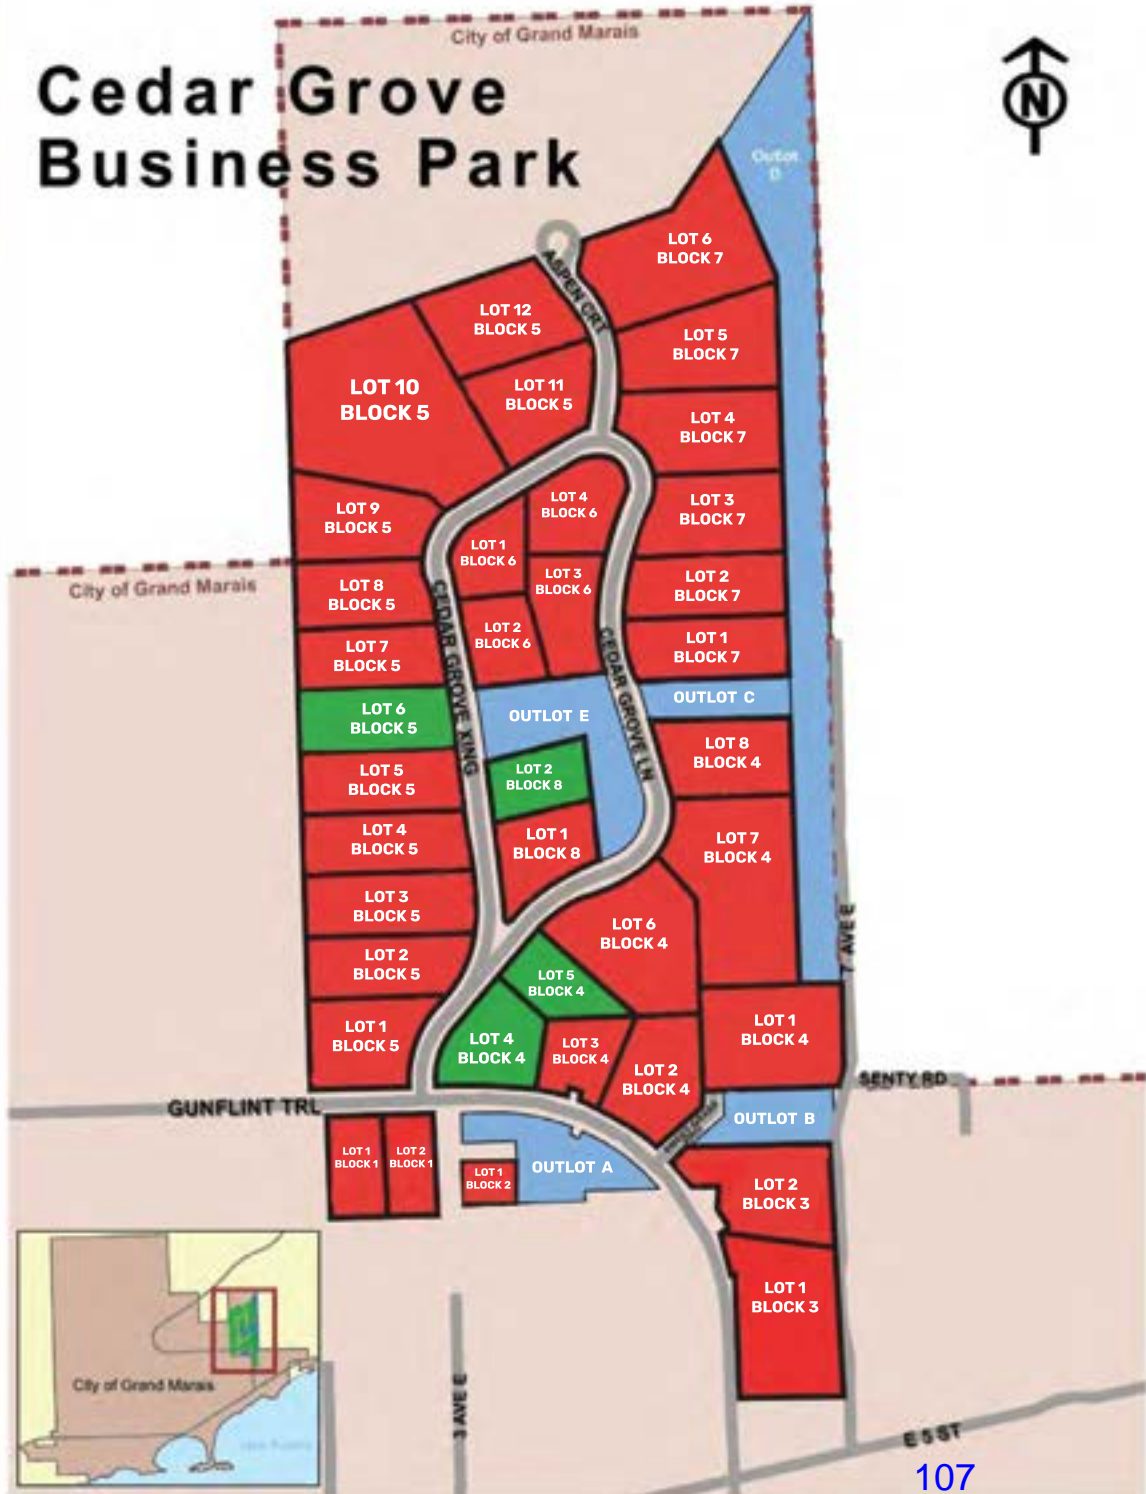 City of Grand Marais
Cedar Grove
Business Park
N
Outlot
D
LOT 6
BLOCK 7
ASPEN CRT
LOT 12
BLOCK 5
LOT 5
BLOCK 7
LOT 10
BLOCK 5
LOT 11
BLOCK 5
LOT 4
BLOCK 7
LOT 9
BLOCK 5
LOT 4
BLOCK 6
LOT 3
BLOCK 7
LOT 1
BLOCK 6
City of Grand Marais
LOT 8
BLOCK 5
LOT 3
BLOCK 6
LOT 2
BLOCK 7
LOT 7
BLOCK 5
LOT 2
BLOCK 6
LOT 1
BLOCK 7
CEDAR GROVE XING
CEDAR GROVE LN
LOT 6
BLOCK 5
OUTLOT E
OUTLOT C
LOT 5
BLOCK 5
LOT 2
BLOCK 8
LOT 8
BLOCK 4
LOT 4
BLOCK 5
LOT 1
BLOCK 8
LOT 7
BLOCK 4
LOT 3
BLOCK 5
LOT 6
BLOCK 4
7 AVE E
LOT 2
BLOCK 5
LOT 5
BLOCK 4
LOT 1
BLOCK 5
LOT 4
BLOCK 4
LOT 3
BLOCK 4
LOT 2
BLOCK 4
LOT 1
BLOCK 4
SENTY RD
GUNFLINT TRL
OUTLOT B
LOT 1
BLOCK 1
LOT 2
BLOCK 1
LOT 1
BLOCK 2
OUTLOT A
LOT 2
BLOCK 3
LOT 1
BLOCK 3
City of Grand Marais
3 AVE E
E 5 ST
107